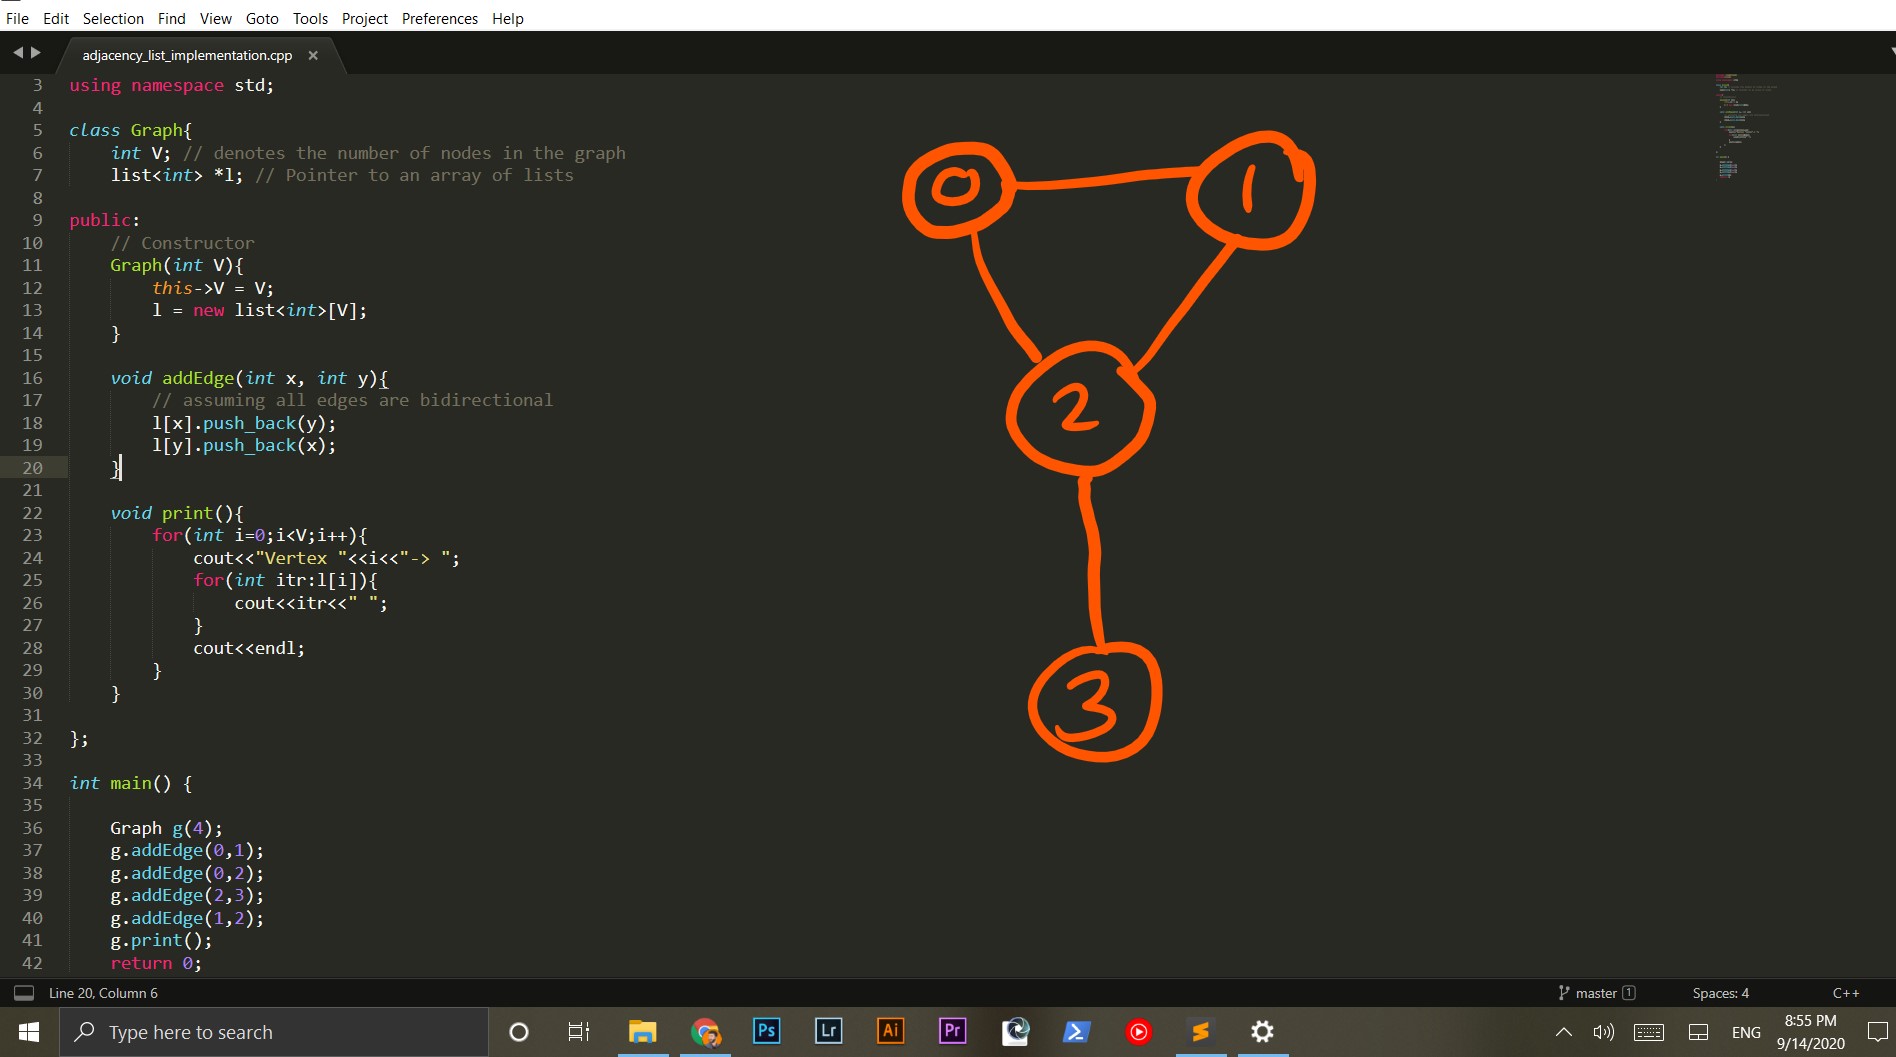 File Edit Selection Find View Goto Tools Project Preferences Help
adjacency_list_implementation.cpp ×
3 using namespace std;
4
5 class Graph{
6 int V; // denotes the number of nodes in the graph
7 list<int> *l; // Pointer to an array of lists
8
9 public:
10 // Constructor
11 Graph(int V){
12 this->V = V;
13 l = new list<int>[V];
14 }
15
16 void addEdge(int x, int y){
17 // assuming all edges are bidirectional
18 l[x].push_back(y);
19 l[y].push_back(x);
20 }
21
22 void print(){
23 for(int i=0;i<V;i++){
24 cout<<"Vertex "<<i<<"-> ";
25 for(int itr:l[i]){
26 cout<<itr<<" ";
27 }
28 cout<<endl;
29 }
30 }
31
32 };
33
34 int main() {
35
36 Graph g(4);
37 g.addEdge(0,1);
38 g.addEdge(0,2);
39 g.addEdge(2,3);
40 g.addEdge(1,2);
41 g.print();
42 return 0;
0 1
2
3
Line 20, Column 6 master 1 Spaces: 4 C++
Type here to search Ps Lr Ai Pr ENG 8:55 PM
9/14/2020